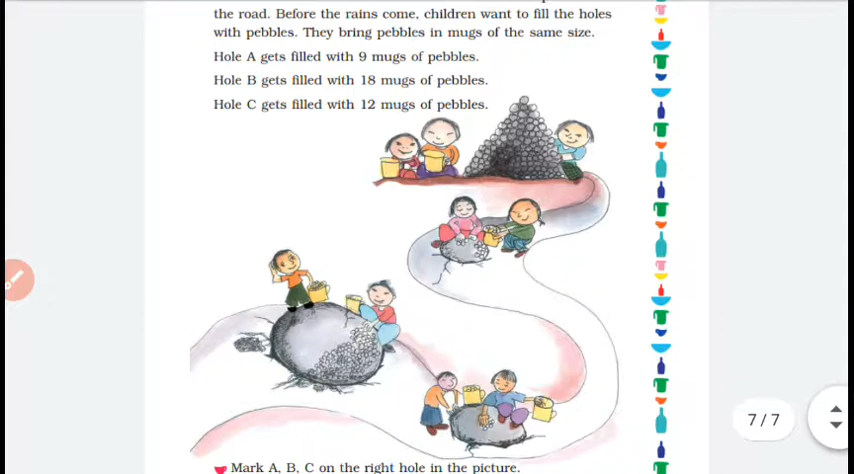 the road. Before the rains come, children want to fill the holes
with pebbles. They bring pebbles in mugs of the same size.
Hole A gets filled with 9 mugs of pebbles.
Hole B gets filled with 18 mugs of pebbles.
Hole C gets filled with 12 mugs of pebbles.
Mark A, B, C on the right hole in the picture.
7 / 7